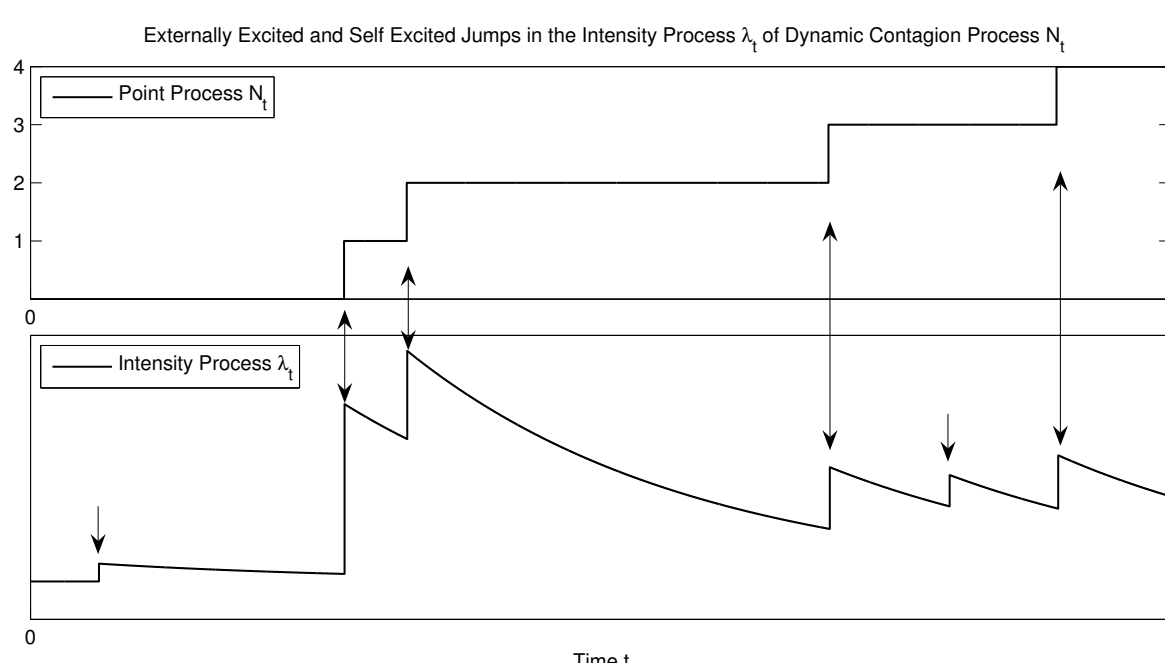 Externally Excited and Self Excited Jumps in the Intensity Process λt of Dynamic Contagion Process Nt
4
Point Process Nt
3
2
1
0
Intensity Process λt
0
Time t